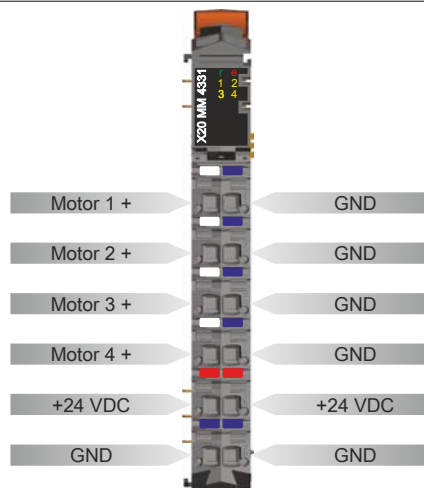 X20 MM 4331
r e
1 2
3 4
Motor 1 + GND
Motor 2 + GND
Motor 3 + GND
Motor 4 + GND
+24 VDC +24 VDC
GND GND